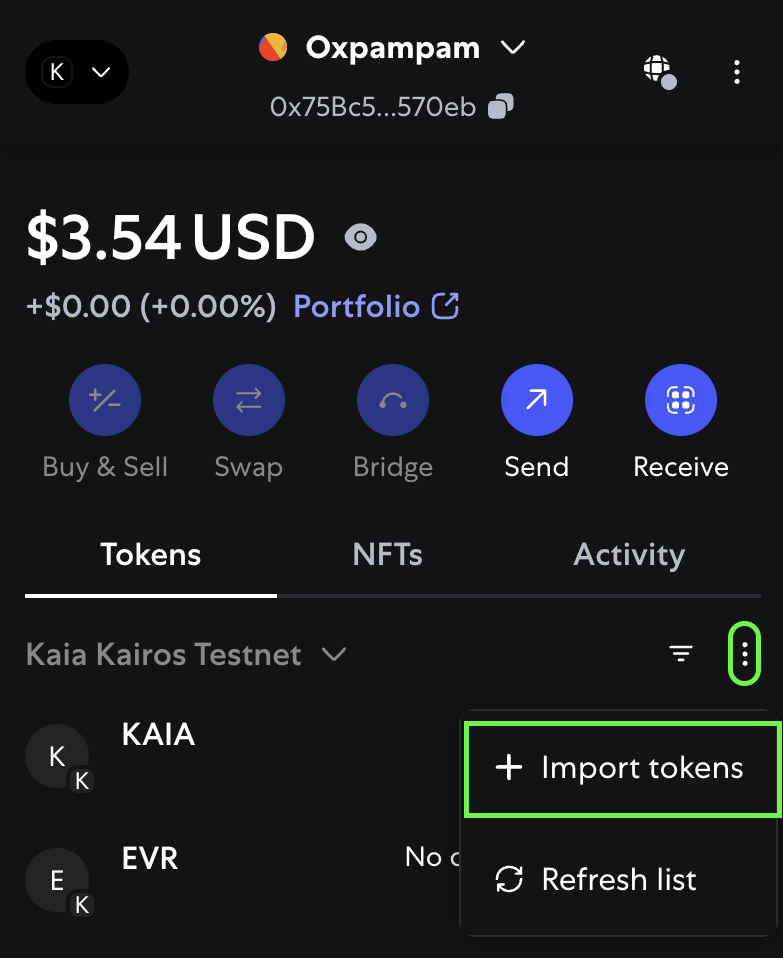 K
Oxpampam
0x75Bc5...570eb
$3.54 USD
+$0.00 (+0.00%) Portfolio
Buy & Sell Swap Bridge Send Receive
Tokens NFTs Activity
Kaia Kairos Testnet
K K KAIA
Import tokens
E K EVR No
Refresh list